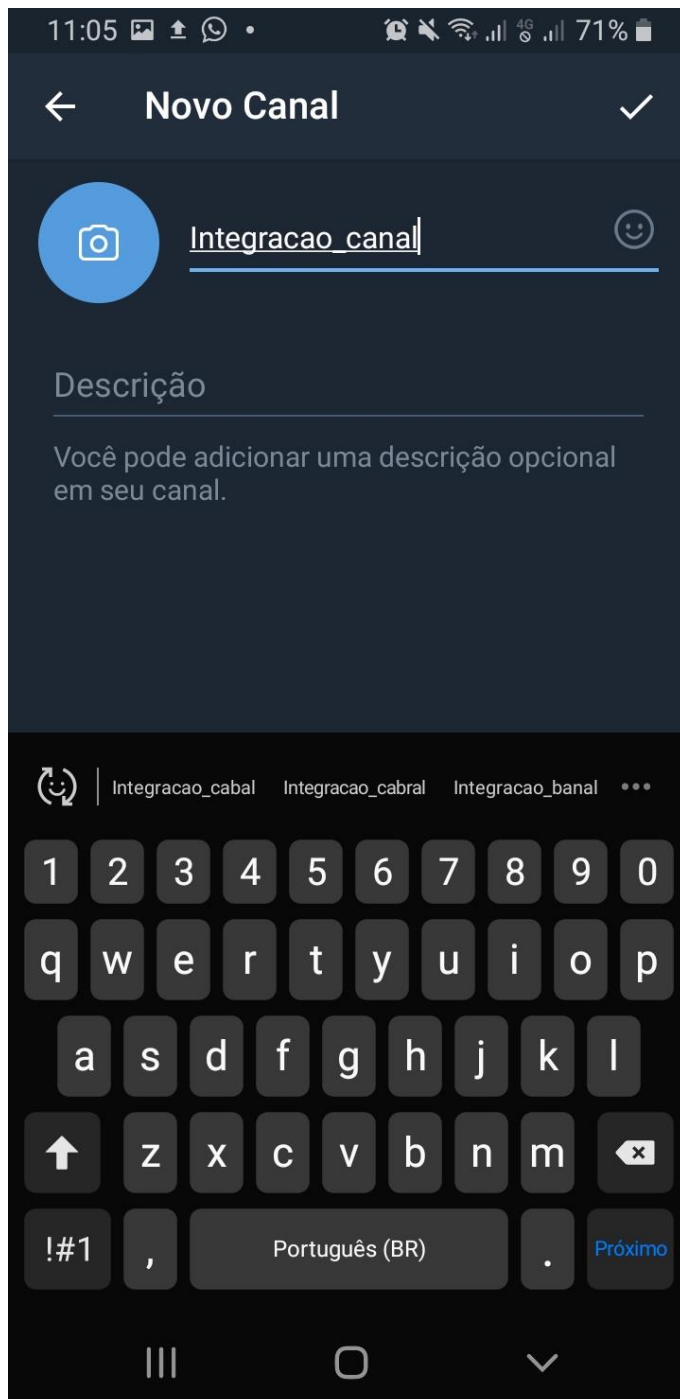 11:05 4G 71%
Novo Canal
Integracao_canal
Descrição
Você pode adicionar uma descrição opcional
em seu canal.
Integracao_cabal Integracao_cabral Integracao_banal
1 2 3 4 5 6 7 8 9 0
q w e r t y u i o p
a s d f g h j k l
z x c v b n m
!#1 , Português (BR) . Próximo